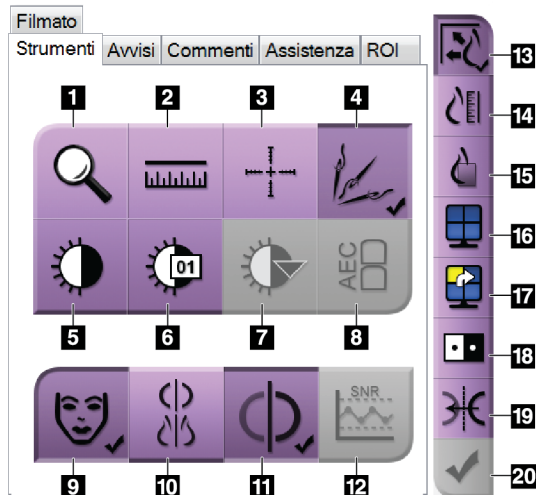 Filmato
Strumenti Avvisi Commenti Assistenza ROI
1 2 3 4
01
AEC
5 6 7 8
SNR
9 10 11 12
13
14
15
16
17
18
19
20